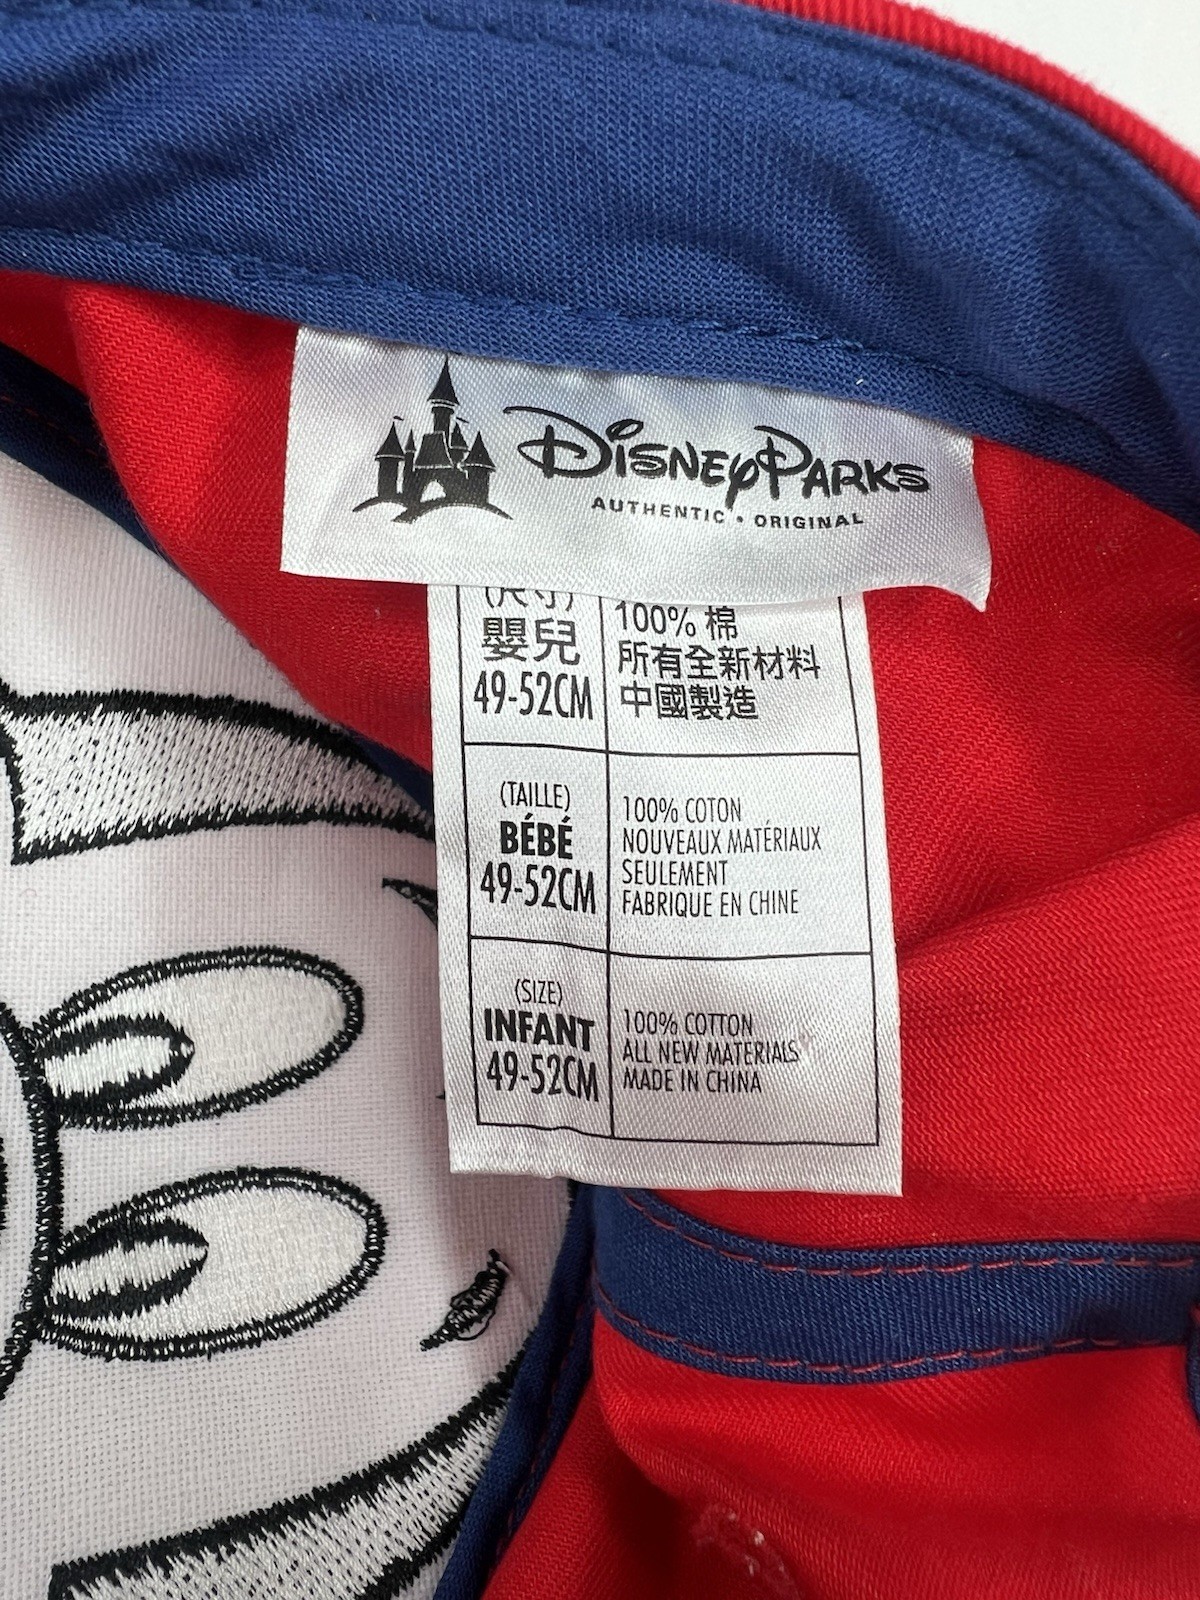 DISNEY PARKS
AUTHENTIC • ORIGINAL
(尺寸)
嬰兒
49-52CM
100% 棉
所有全新材料
中國製造
(TAILLE)
BÉBÉ
49-52CM
100% COTON
NOUVEAUX MATÉRIAUX
SEULEMENT
FABRIQUE EN CHINE
(SIZE)
INFANT
49-52CM
100% COTTON
ALL NEW MATERIALS
MADE IN CHINA